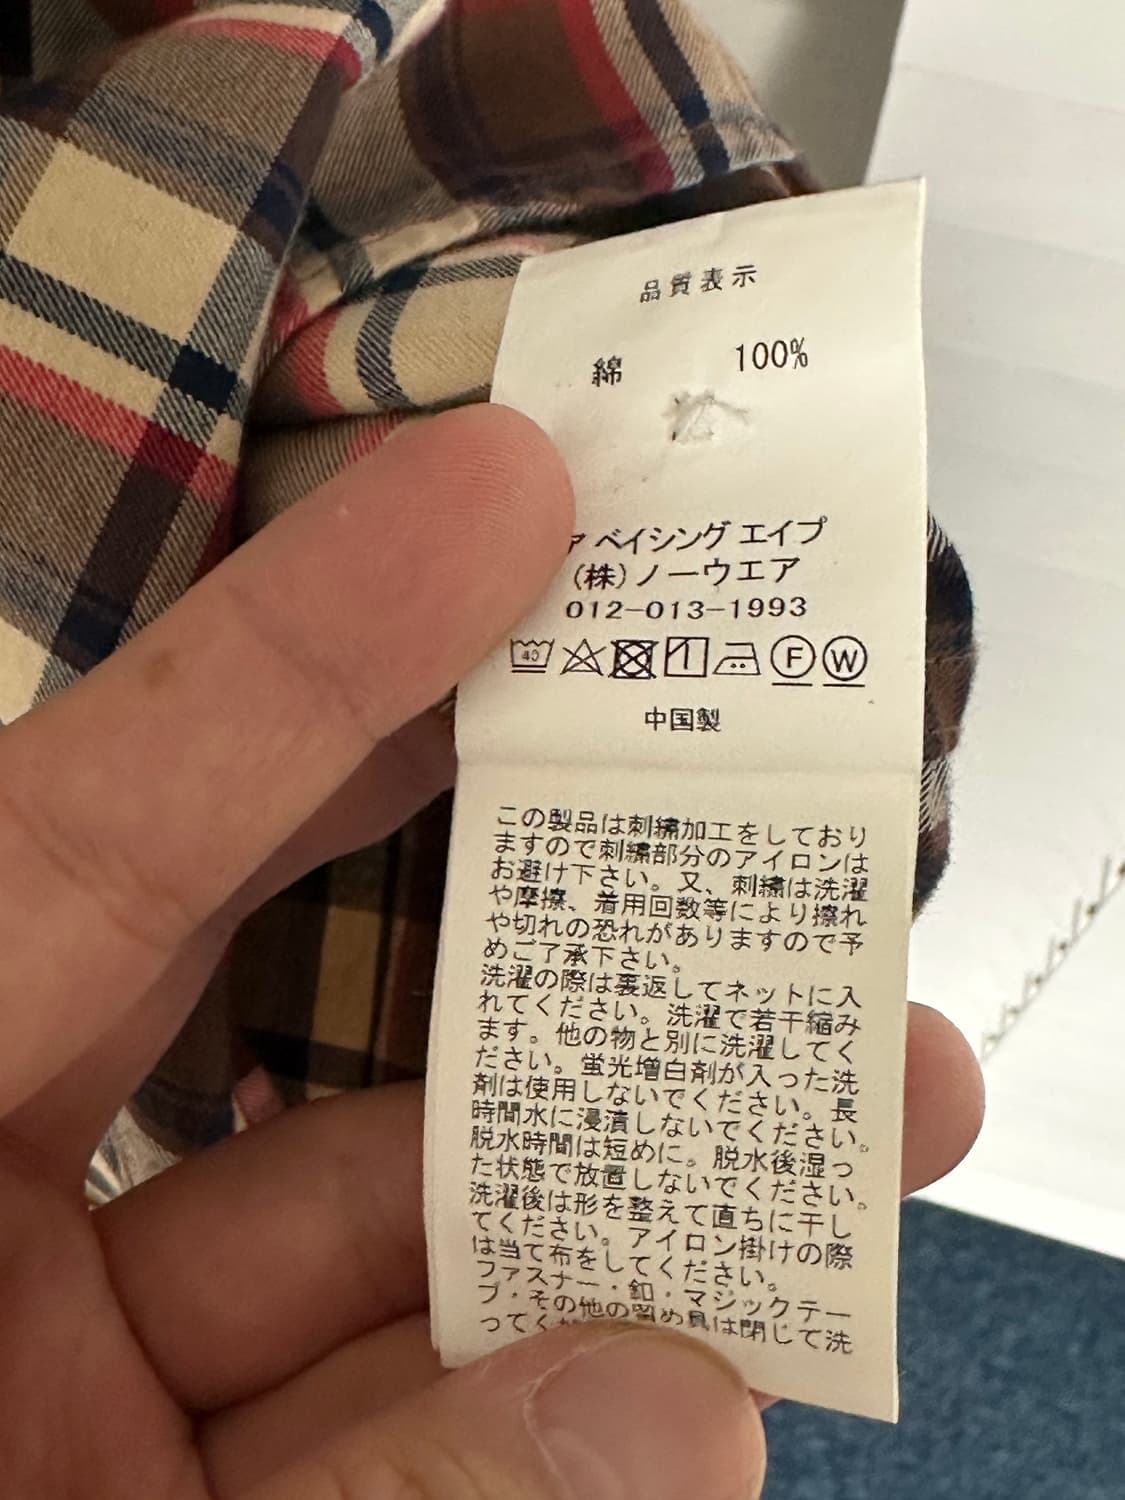 品質表示
綿 100%
ァ ベイシング エイプ
(株)ノーウエア
012-013-1993
40
F W
中国製
この製品は刺繍加工をしており
ますので刺繍部分のアイロンは
お避け下さい。又、刺繍は洗濯
や摩擦、着用回数等により擦れ
や切れの恐れがありますので予
めご了承下さい。
洗濯の際は裏返してネットに入
れてください。洗濯で若干縮み
ます。他の物と別に洗濯してく
ださい。蛍光増白剤が入った洗
剤は使用しないでください。長
時間水に浸漬しないでください。
脱水時間は短めに。脱水後湿っ
た状態で放置しないでください。
洗濯後は形を整えて直ちに干し
てください。アイロン掛けの際
は当て布をしてください。
ファスナー・釦・マジックテー
プ・その他の留め具は閉じて洗
ってく